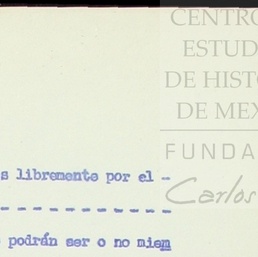 CENTRO
ESTUD
DE HISTO
DE MEX
FUNDA
Carlos
s libremente por el -
- - - - - - - - - - -
podrán ser o no miem